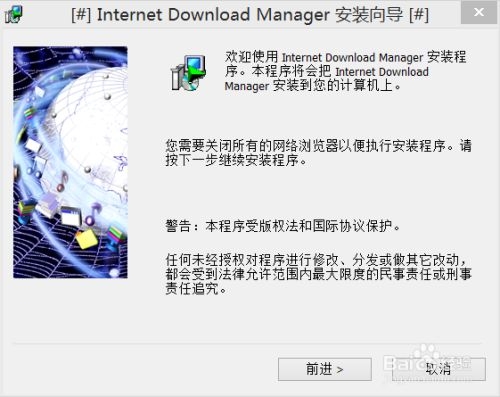 [#] Internet Download Manager 安装向导 [#]
欢迎使用 Internet Download Manager 安装程
序。本程序将会把 Internet Download
Manager 安装到您的计算机上。
您需要关闭所有的网络浏览器以便执行安装程序。请
按下一步继续安装程序。
警告：本程序受版权法和国际协议保护。
任何未经授权对程序进行修改、分发或做其它改动，
都会受到法律允许范围内最大限度的民事责任或刑事
责任追究。
前进 >
取消
Baidu 经验
jingyan.baidu.com